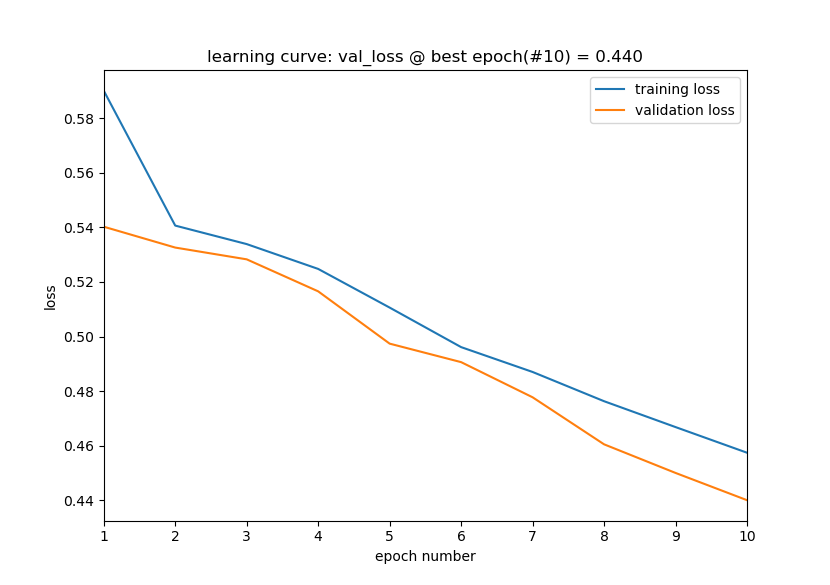 learning curve: val_loss @ best epoch(#10) = 0.440
training loss
validation loss
0.58
0.56
0.54
0.52
0.50
0.48
0.46
0.44
loss
1 2 3 4 5 6 7 8 9 10
epoch number